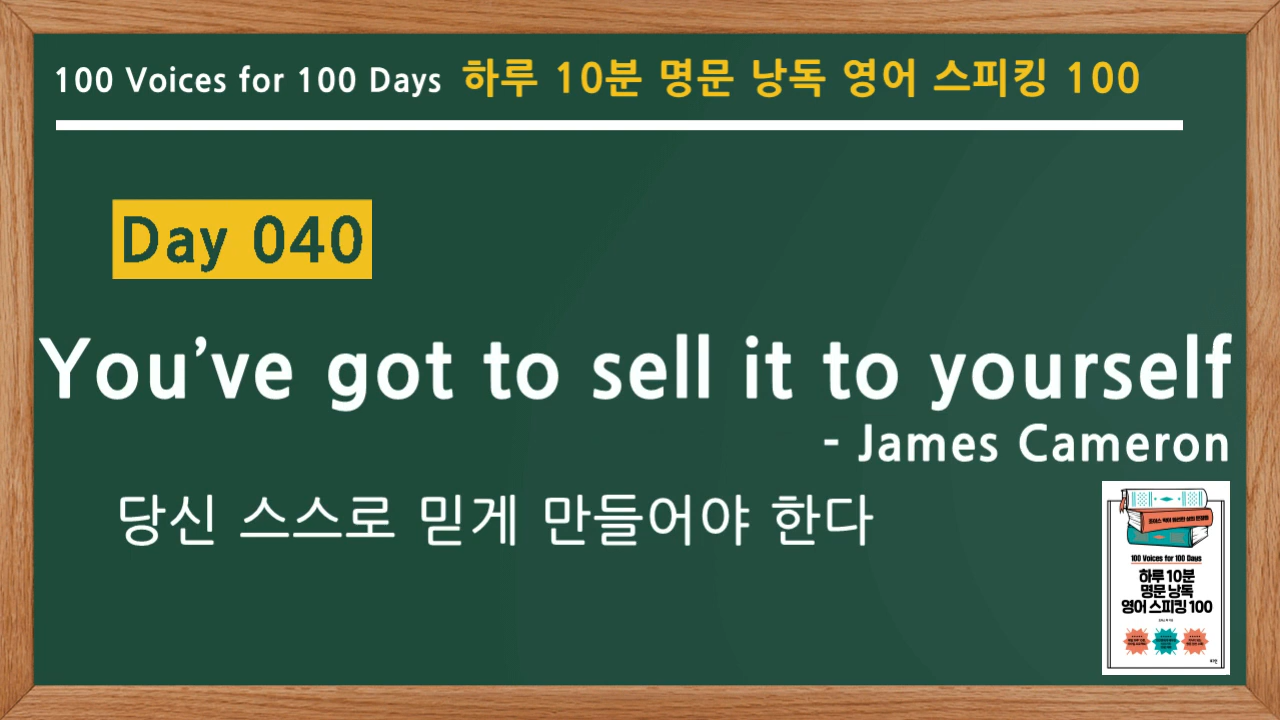 100 Voices for 100 Days 하루 10분 명문 낭독 영어 스피킹 100
Day 040
You’ve got to sell it to yourself
- James Cameron
당신 스스로 믿게 만들어야 한다
100 Voices for 100 Days
하루 10분
명문 낭독
영어 스피킹 100